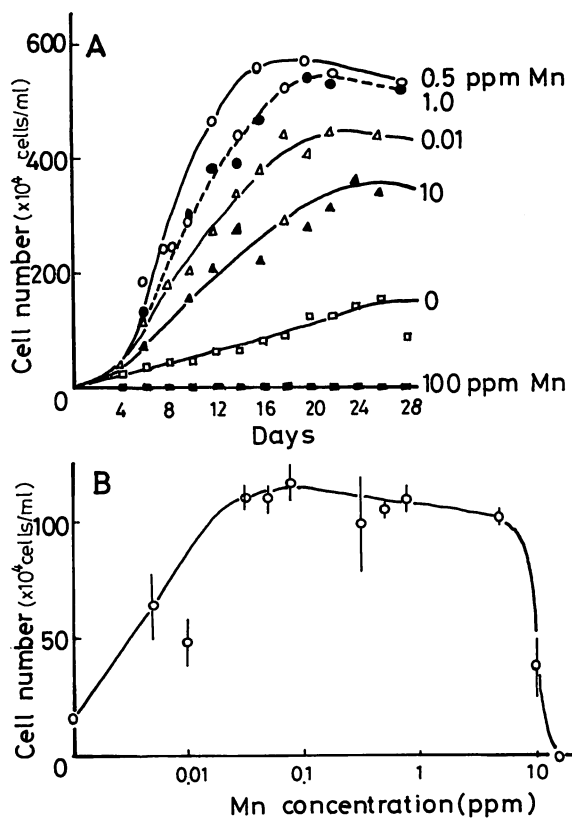 A
600
400
200
0
Cell number (x10⁴ cells/ml)
0.5 ppm Mn
1.0
0.01
10
0
100 ppm Mn
4 8 12 16 20 24 28
Days
B
100
50
0
Cell number (x10⁴cells/ml)
0.01 0.1 1 10
Mn concentration(ppm)